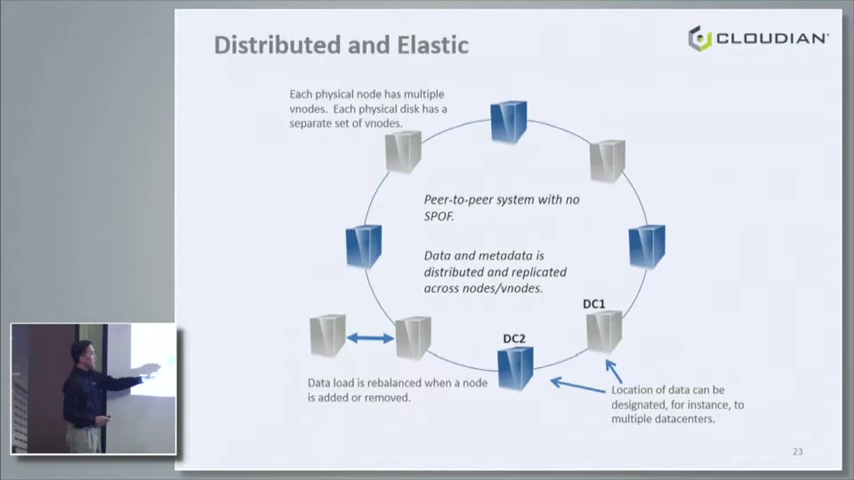 Distributed and Elastic
CLOUDIAN
Each physical node has multiple
vnodes. Each physical disk has a
separate set of vnodes.
Peer-to-peer system with no
SPOF.
Data and metadata is
distributed and replicated
across nodes/vnodes.
DC1
DC2
Data load is rebalanced when a node
is added or removed.
Location of data can be
designated, for instance, to
multiple datacenters.
23